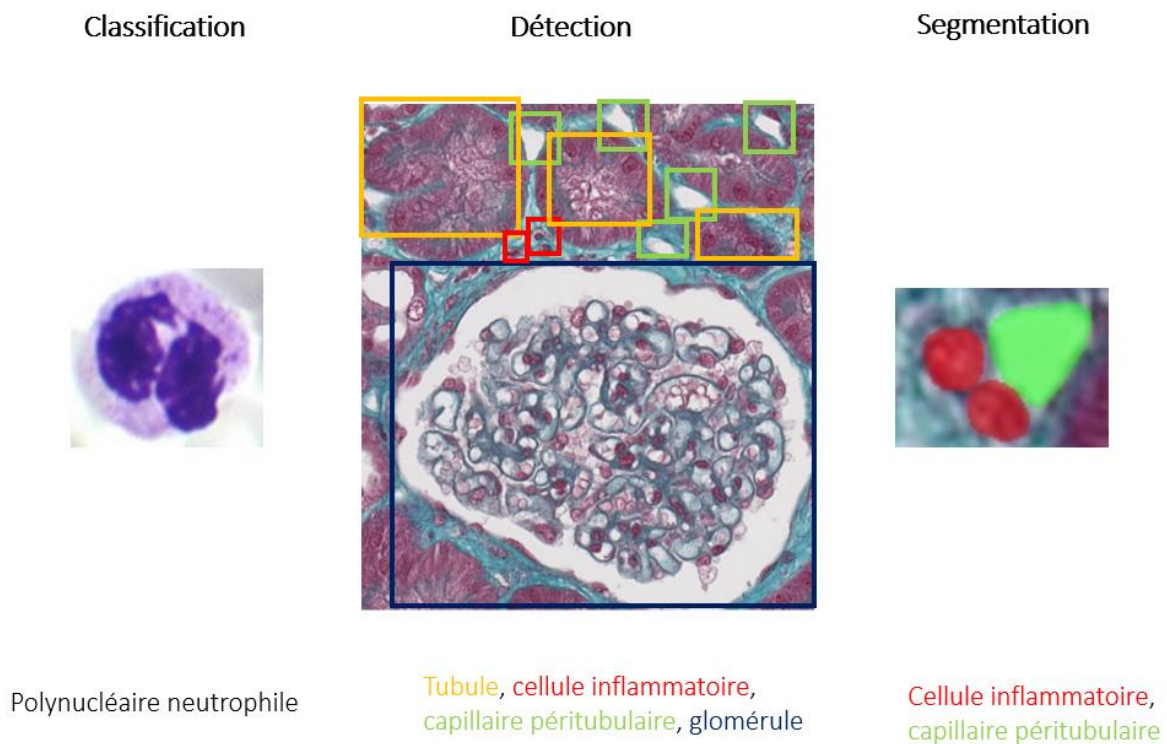 Classification
Détection
Segmentation
Polynucléaire neutrophile
Tubule, cellule inflammatoire,
capillaire péritubulaire, glomérule
Cellule inflammatoire,
capillaire péritubulaire